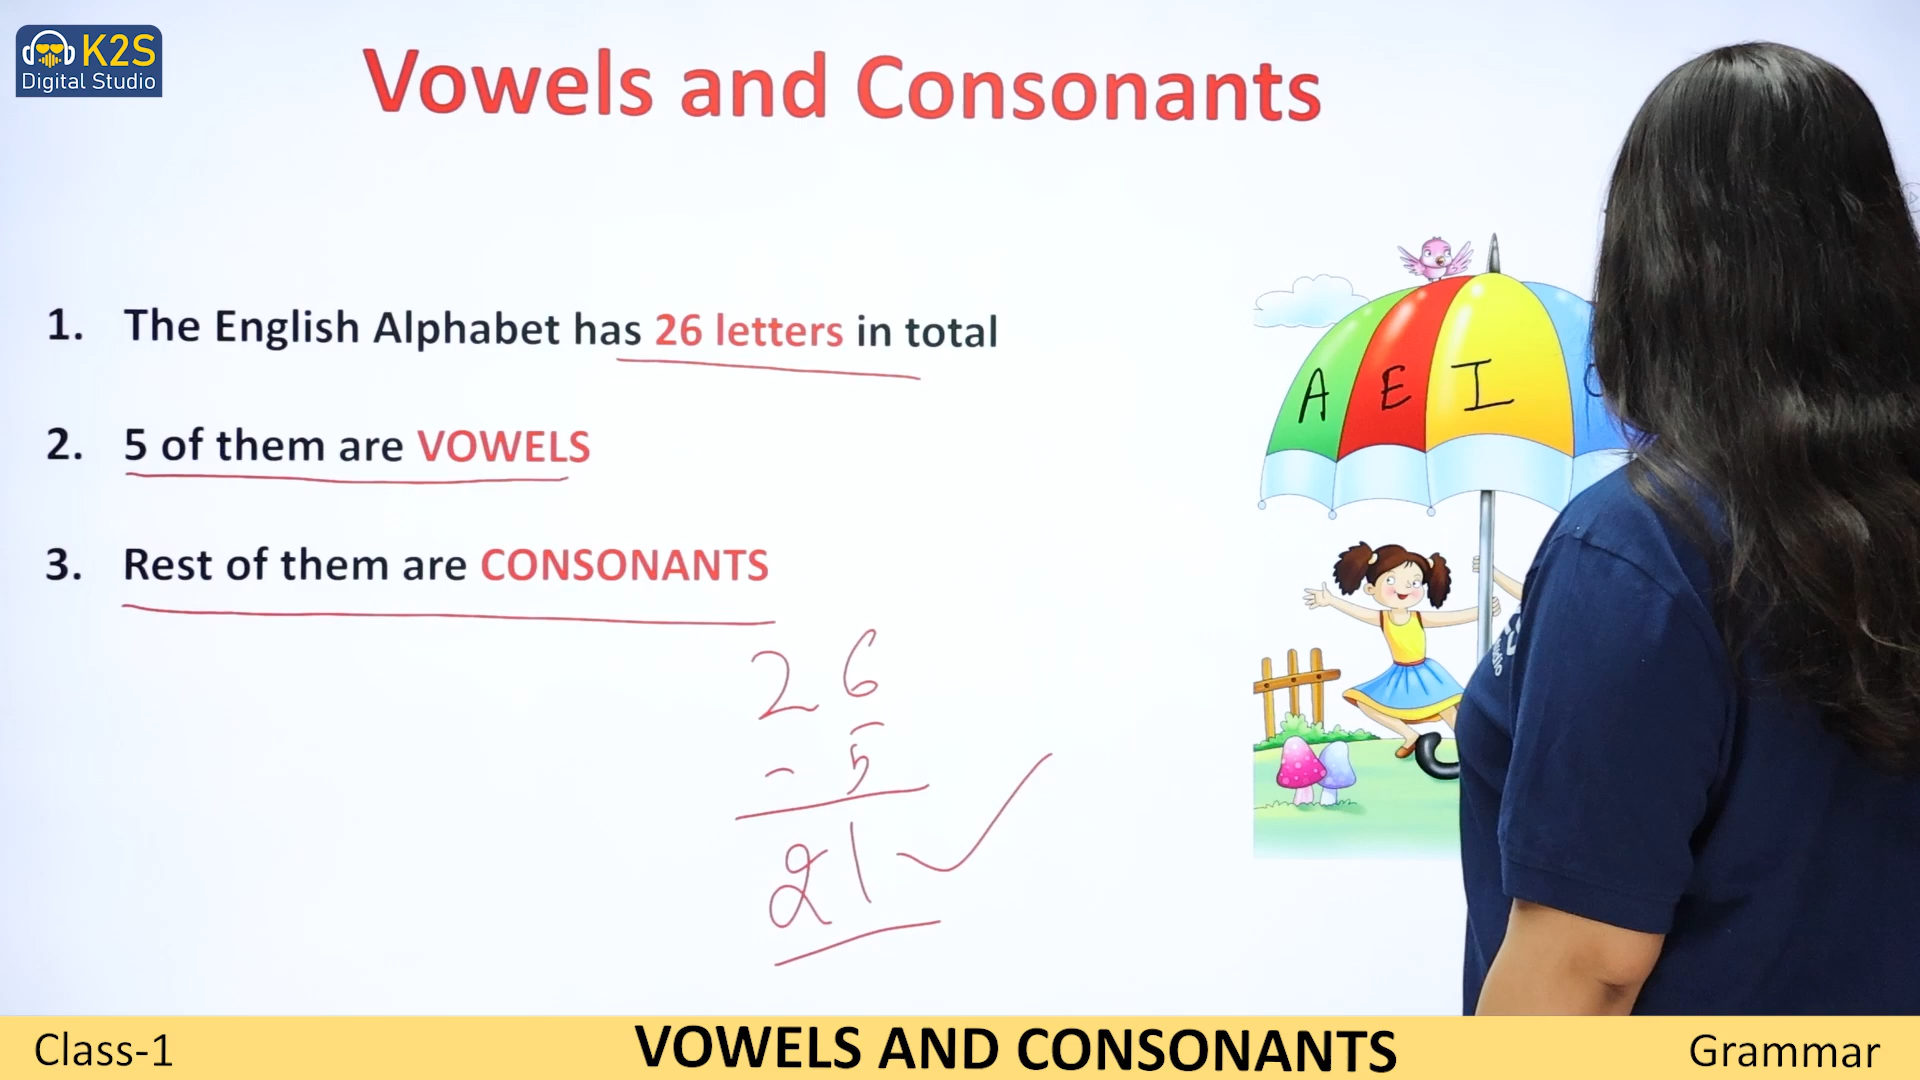 K2S
Digital Studio
Vowels and Consonants
1. The English Alphabet has 26 letters in total
2. 5 of them are VOWELS
3. Rest of them are CONSONANTS
A E I
26
- 5
21
Class-1
VOWELS AND CONSONANTS
Grammar